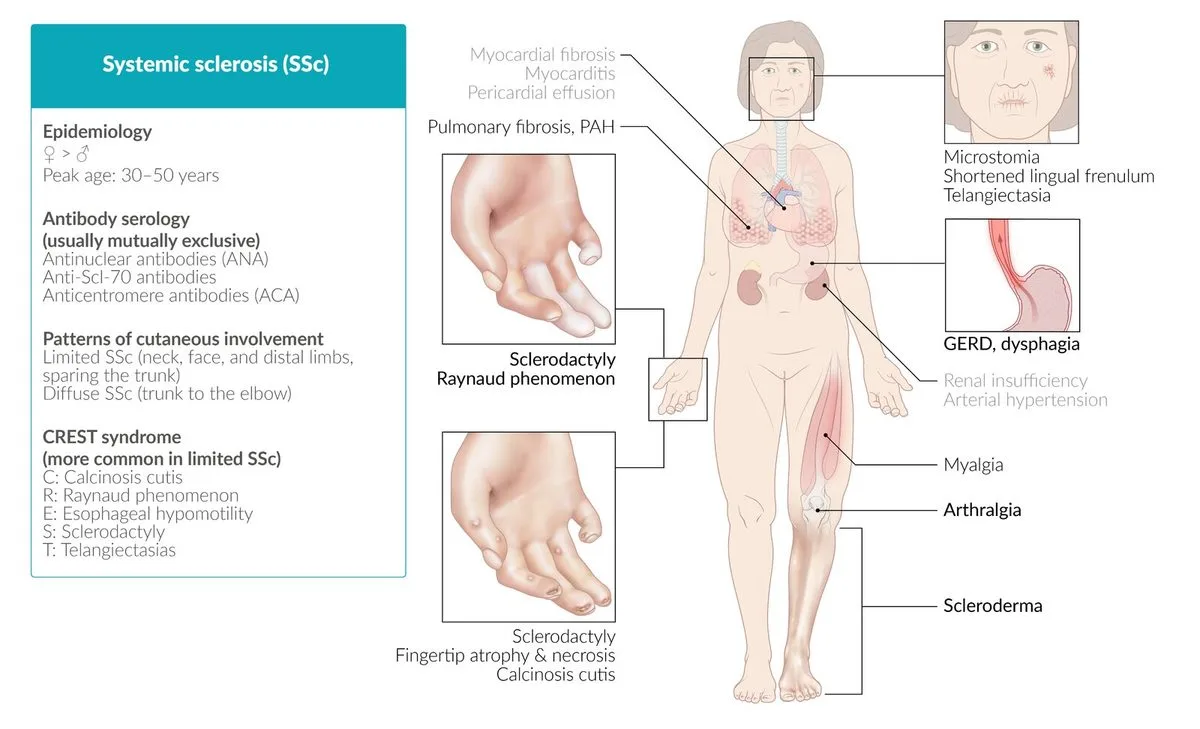 Systemic sclerosis (SSc)
Epidemiology
♀ > ♂
Peak age: 30–50 years
Antibody serology
(usually mutually exclusive)
Antinuclear antibodies (ANA)
Anti-Scl-70 antibodies
Anticentromere antibodies (ACA)
Patterns of cutaneous involvement
Limited SSc (neck, face, and distal limbs,
sparing the trunk)
Diffuse SSc (trunk to the elbow)
CREST syndrome
(more common in limited SSc)
C: Calcinosis cutis
R: Raynaud phenomenon
E: Esophageal hypomotility
S: Sclerodactyly
T: Telangiectasias
Myocardial fibrosis
Myocarditis
Pericardial effusion
Pulmonary fibrosis, PAH
Sclerodactyly
Raynaud phenomenon
Sclerodactyly
Fingertip atrophy & necrosis
Calcinosis cutis
Microstomia
Shortened lingual frenulum
Telangiectasia
GERD, dysphagia
Renal insufficiency
Arterial hypertension
Myalgia
Arthralgia
Scleroderma